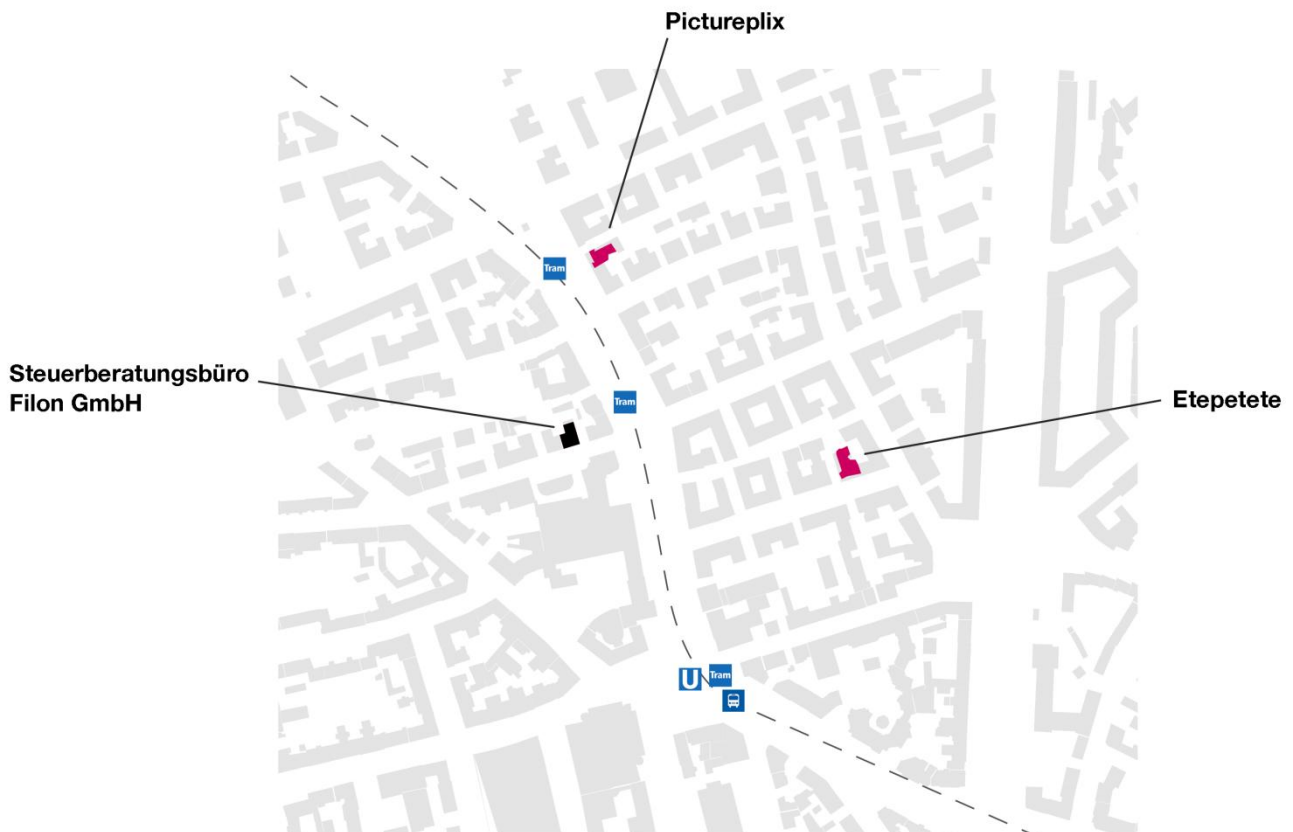 Pictureplix
Tram
Steuerberatungsbüro
Filon GmbH
Tram
Etepetete
U
Tram